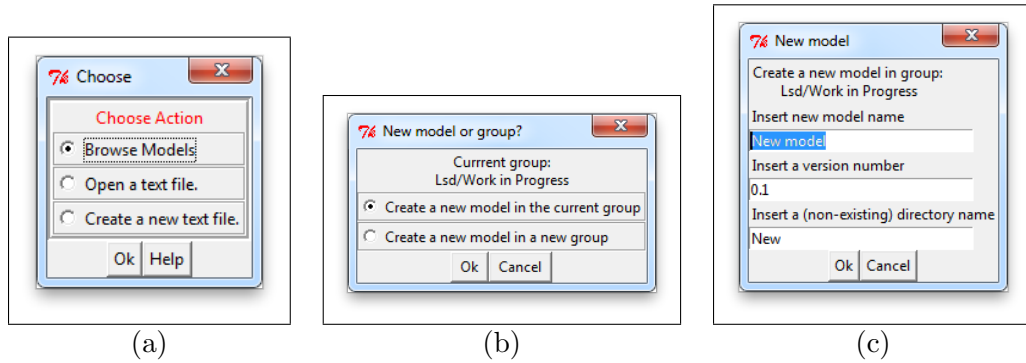 Choose
Choose Action
Browse Models
Open a text file.
Create a new text file.
Ok Help
(a)
New model or group?
Currrent group:
Lsd/Work in Progress
Create a new model in the current group
Create a new model in a new group
Ok Cancel
(b)
New model
Create a new model in group:
Lsd/Work in Progress
Insert new model name
New model
Insert a version number
0.1
Insert a (non-existing) directory name
New
Ok Cancel
(c)